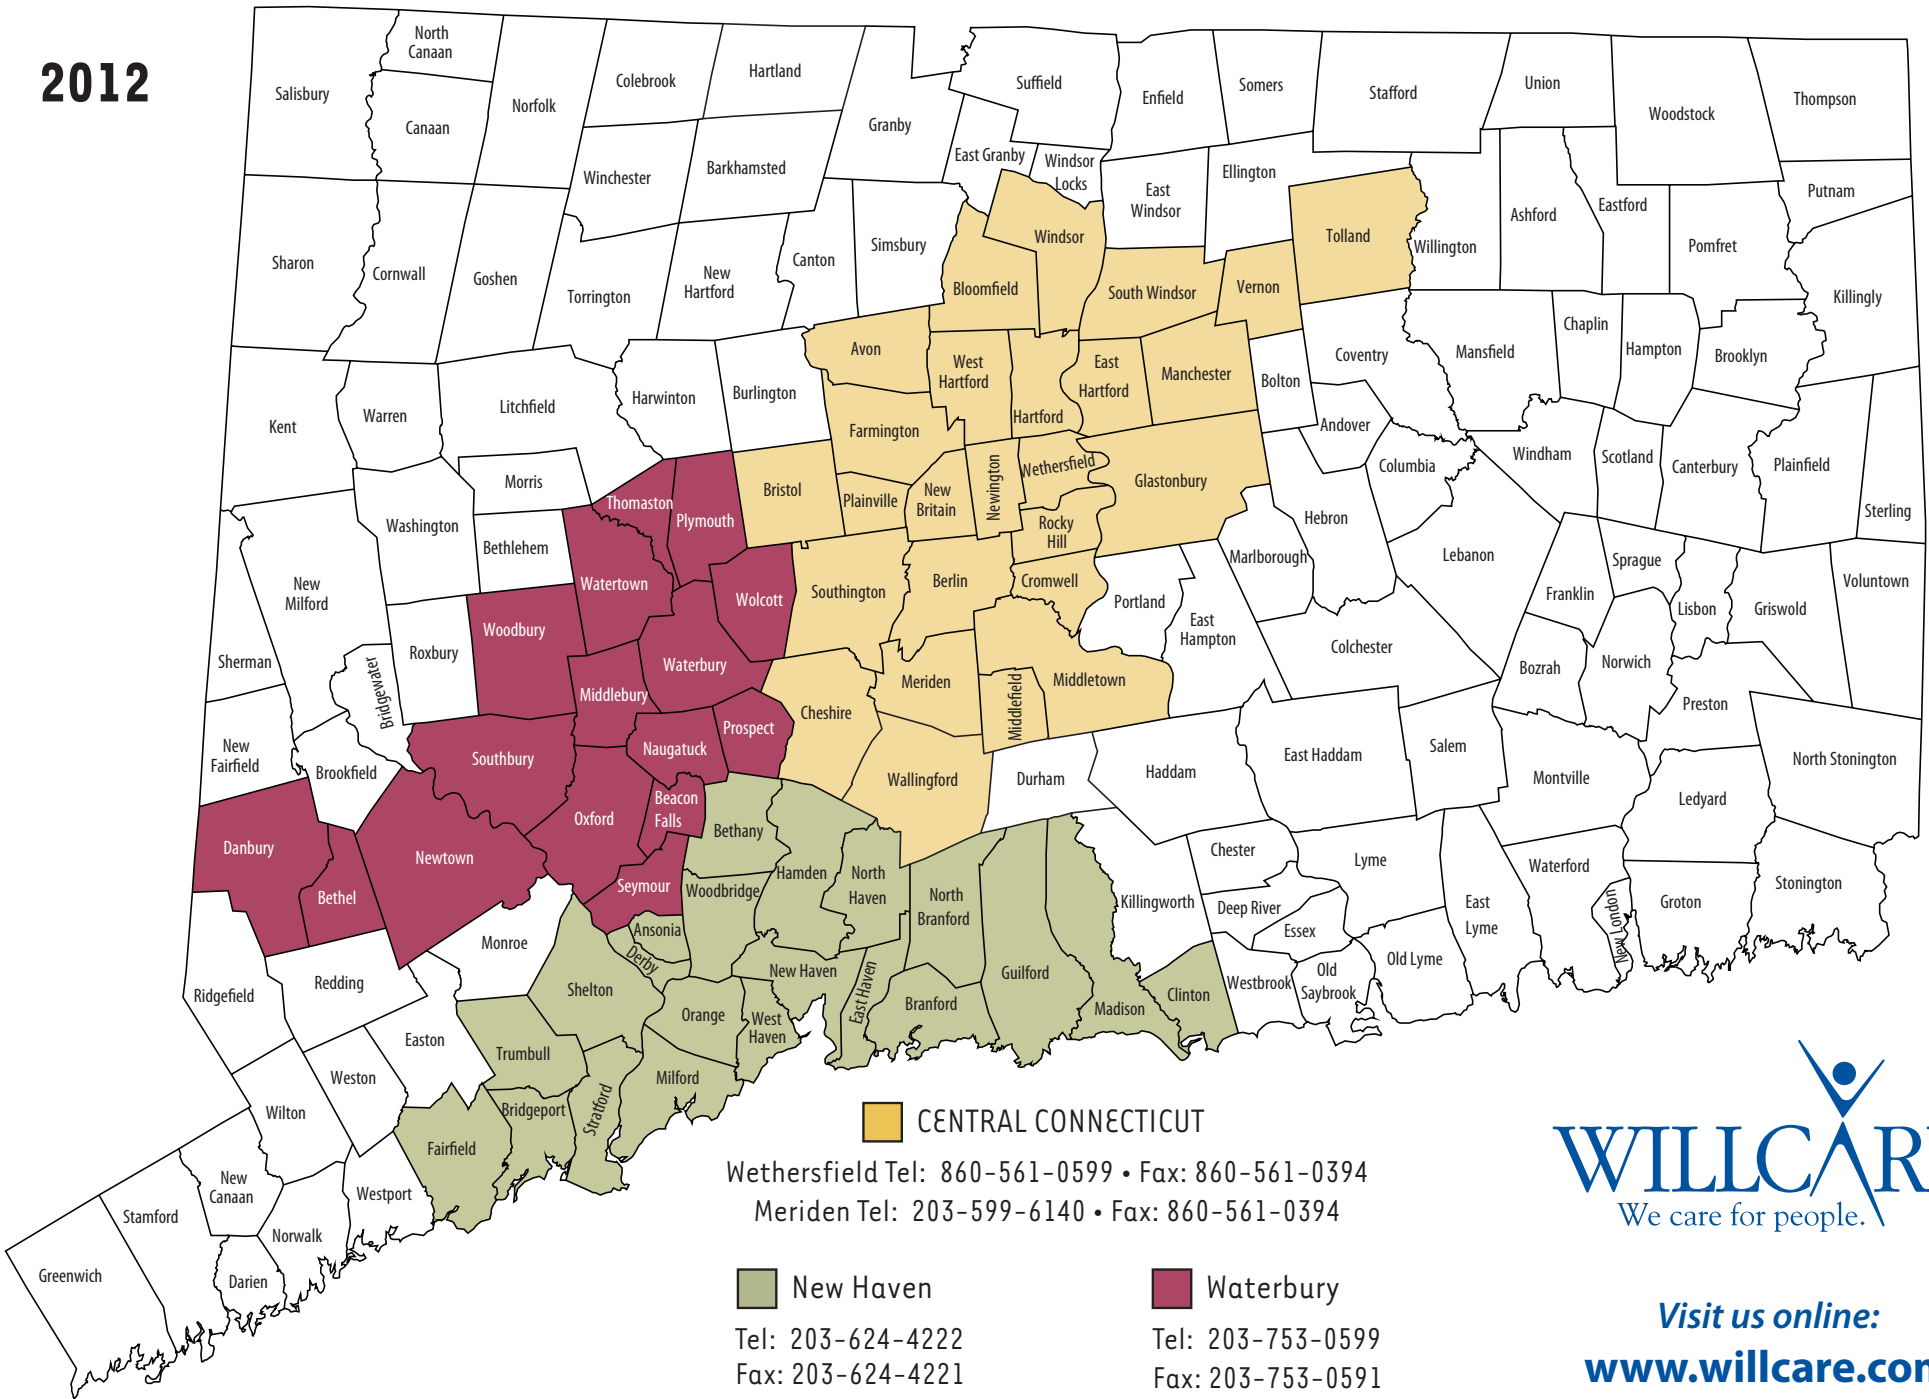 2012
North
Canaan
Salisbury
Canaan
Norfolk
Colebrook
Hartland
Granby
Suffield
Enfield
Somers
Stafford
Union
Woodstock
Thompson
Winchester
Barkhamsted
East Granby
Windsor
Locks
East
Windsor
Ellington
Tolland
Willington
Ashford
Eastford
Pomfret
Putnam
Killingly
Sharon
Cornwall
Goshen
Torrington
New
Hartford
Canton
Simsbury
Bloomfield
Windsor
South Windsor
Vernon
Kent
Warren
Litchfield
Harwinton
Burlington
Avon
West
Hartford
Hartford
East
Hartford
Manchester
Bolton
Coventry
Mansfield
Chaplin
Hampton
Brooklyn
Andover
Columbia
Windham
Scotland
Canterbury
Plainfield
Sterling
Farmington
Bristol
Plainville
New
Britain
Newington
Wethersfield
Rocky
Hill
Glastonbury
Hebron
Marlborough
Lebanon
Morris
Washington
Bethlehem
Thomaston
Plymouth
Watertown
Wolcott
Southington
Berlin
Cromwell
Portland
East
Hampton
Colchester
Franklin
Sprague
Lisbon
Griswold
Voluntown
Bozrah
Norwich
Preston
New
Milford
Sherman
Bridgewater
Roxbury
Woodbury
Waterbury
Middlebury
Naugatuck
Prospect
Cheshire
Meriden
Middlefield
Middletown
New
Fairfield
Brookfield
Southbury
Oxford
Beacon
Falls
Bethany
Wallingford
Durham
Haddam
East Haddam
Salem
Montville
Ledyard
North Stonington
Danbury
Bethel
Newtown
Seymour
Woodbridge
Hamden
North
Haven
North
Branford
Killingworth
Chester
Deep River
Essex
Lyme
East
Lyme
Waterford
New London
Groton
Stonington
Monroe
Ansonia
Derby
Shelton
Orange
New Haven
West
Haven
East Haven
Branford
Guilford
Madison
Clinton
Westbrook
Old
Saybrook
Old Lyme
Ridgefield
Redding
Easton
Weston
Wilton
Trumbull
Bridgeport
Stratford
Milford
Fairfield
Westport
New
Canaan
Norwalk
Stamford
Darien
Greenwich
CENTRAL CONNECTICUT
Wethersfield Tel: 860-561-0599 • Fax: 860-561-0394
Meriden Tel: 203-599-6140 • Fax: 860-561-0394
New Haven
Tel: 203-624-4222
Fax: 203-624-4221
Waterbury
Tel: 203-753-0599
Fax: 203-753-0591
WILLCAR
We care for people.
Visit us online:
www.willcare.com